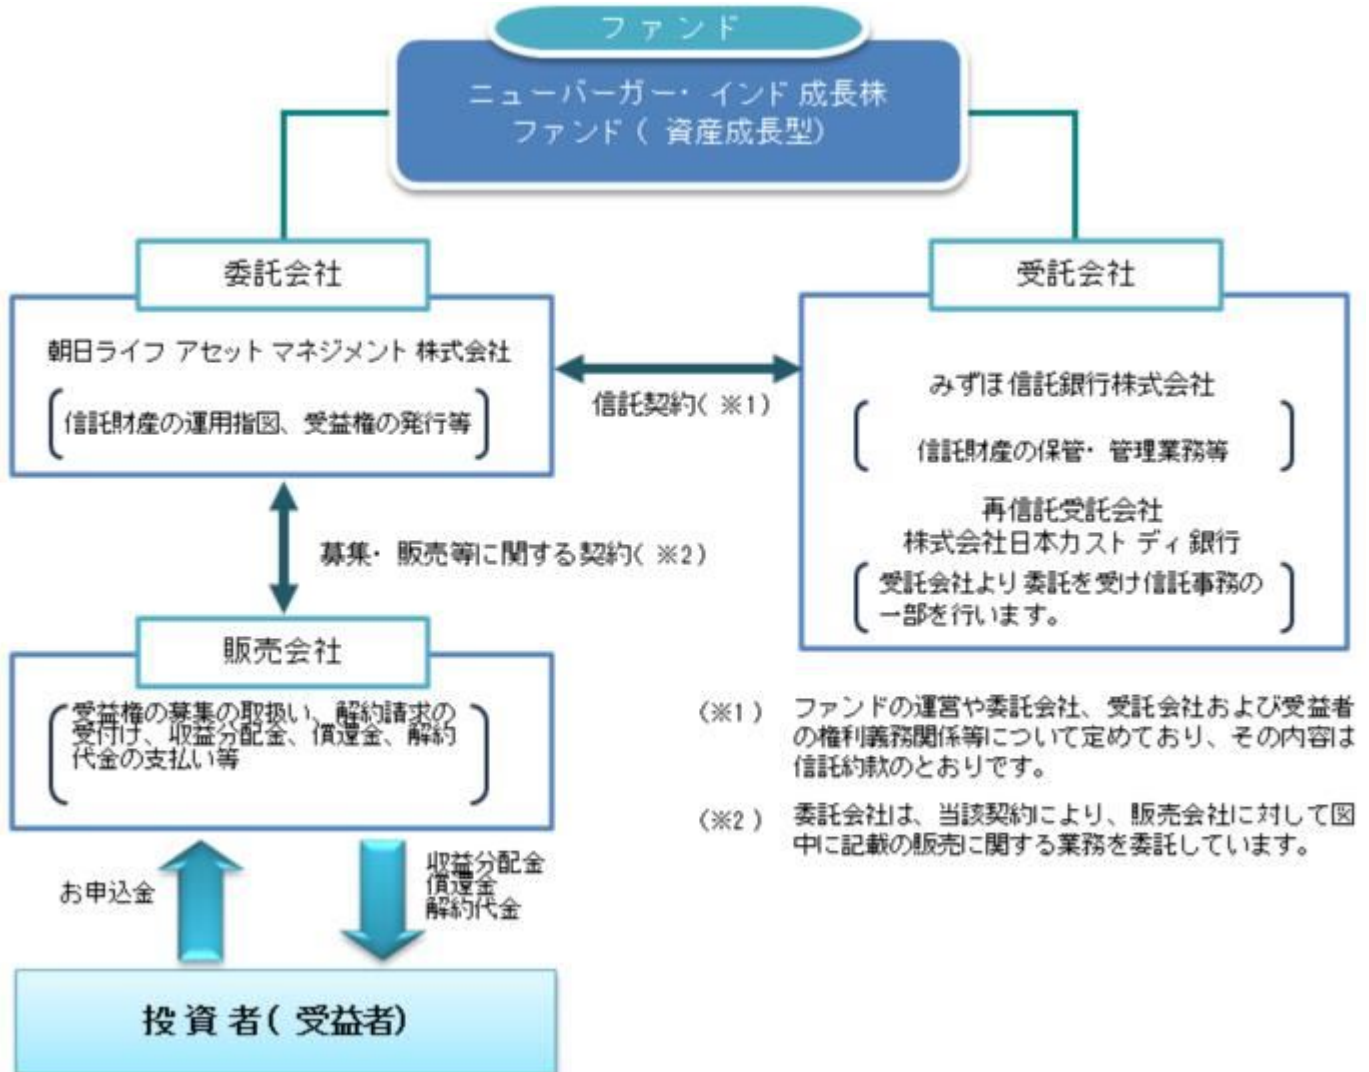 ファンド
ニューバーガー・インド成長株
ファンド(資産成長型)
委託会社
朝日ライフ アセット マネジメント 株式会社
信託財産の運用指図、受益権の発行等
信託契約(※1)
受託会社
みずほ信託銀行株式会社
信託財産の保管・管理業務等
再信託受託会社
株式会社日本カストディ銀行
受託会社より委託を受け信託事務の
一部を行います。
募集・販売等に関する契約(※2)
販売会社
受益権の募集の取扱い、解約請求の
受付け、収益分配金、償還金、解約
代金の支払い等
(※1) ファンドの運営や委託会社、受託会社および受益者
の権利義務関係等について定めており、その内容は
信託約款のとおりです。
(※2) 委託会社は、当該契約により、販売会社に対して図
中に記載の販売に関する業務を委託しています。
お申込金
収益分配金
償還金
解約代金
投資者(受益者)